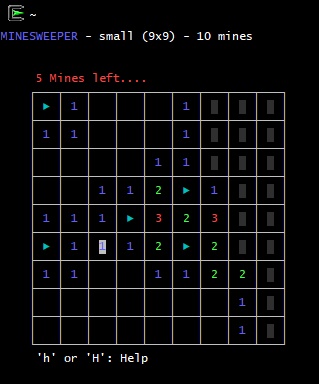 ~
MINESWEEPER - small (9x9) - 10 mines
5 Mines left....
1 1
1 1 1
1 1
1 1 2 1
1 1 1 3 2 3
1 1 1 2 2
1 1 1 1 2 2
1
1
'h' or 'H': Help